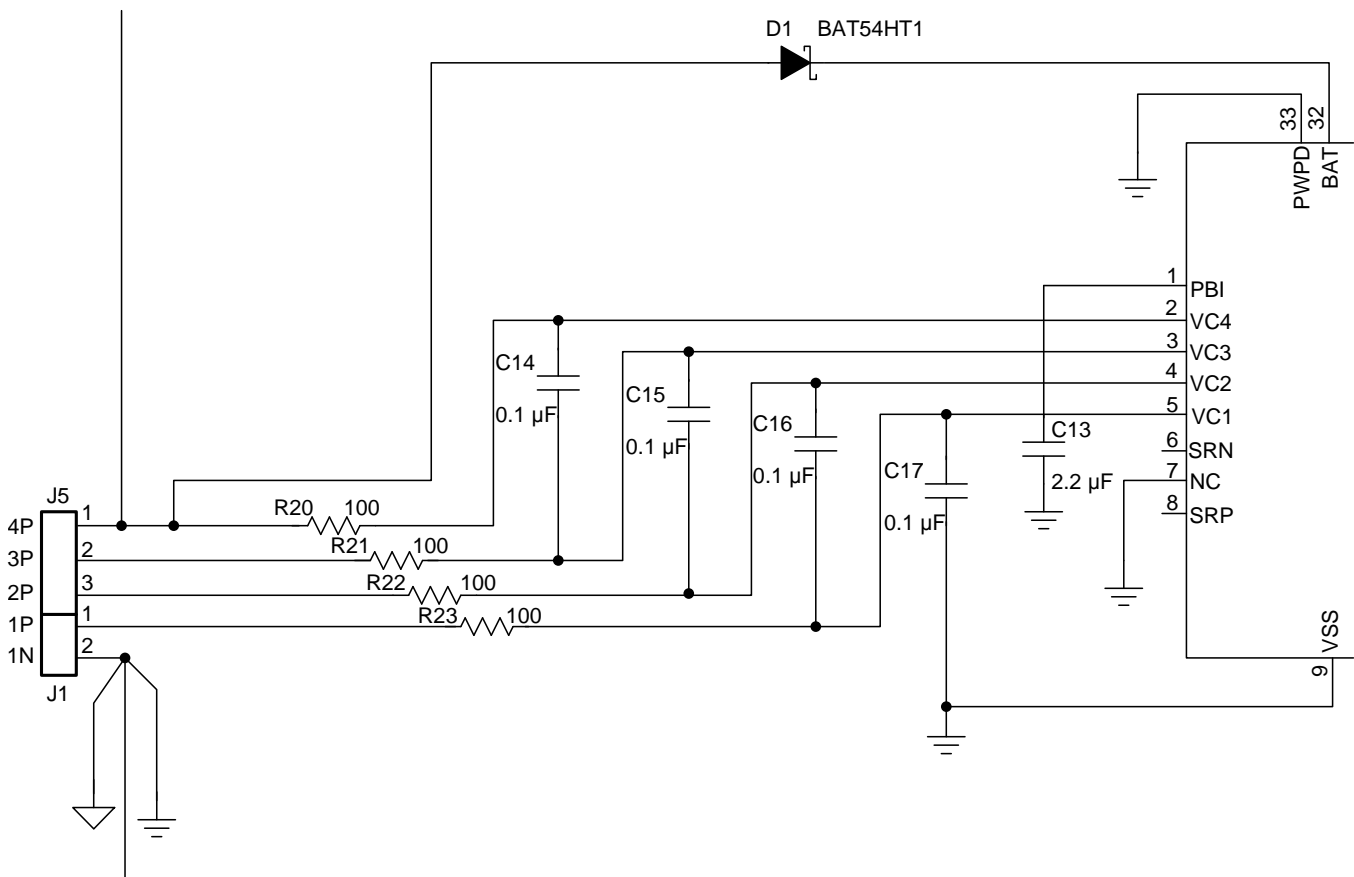 D1 BAT54HT1
33
32
PWPD
BAT
1 PBI
2 VC4
3 VC3
C14
4 VC2
C15
0.1 µF
5 VC1
C16
C13
0.1 µF
6 SRN
C17
0.1 µF
7 NC
2.2 µF
J5
R20 100
8 SRP
0.1 µF
4P 1
R21 100
3P 2
R22 100
2P 3
R23 100
1P 1
1N 2
VSS
9
J1